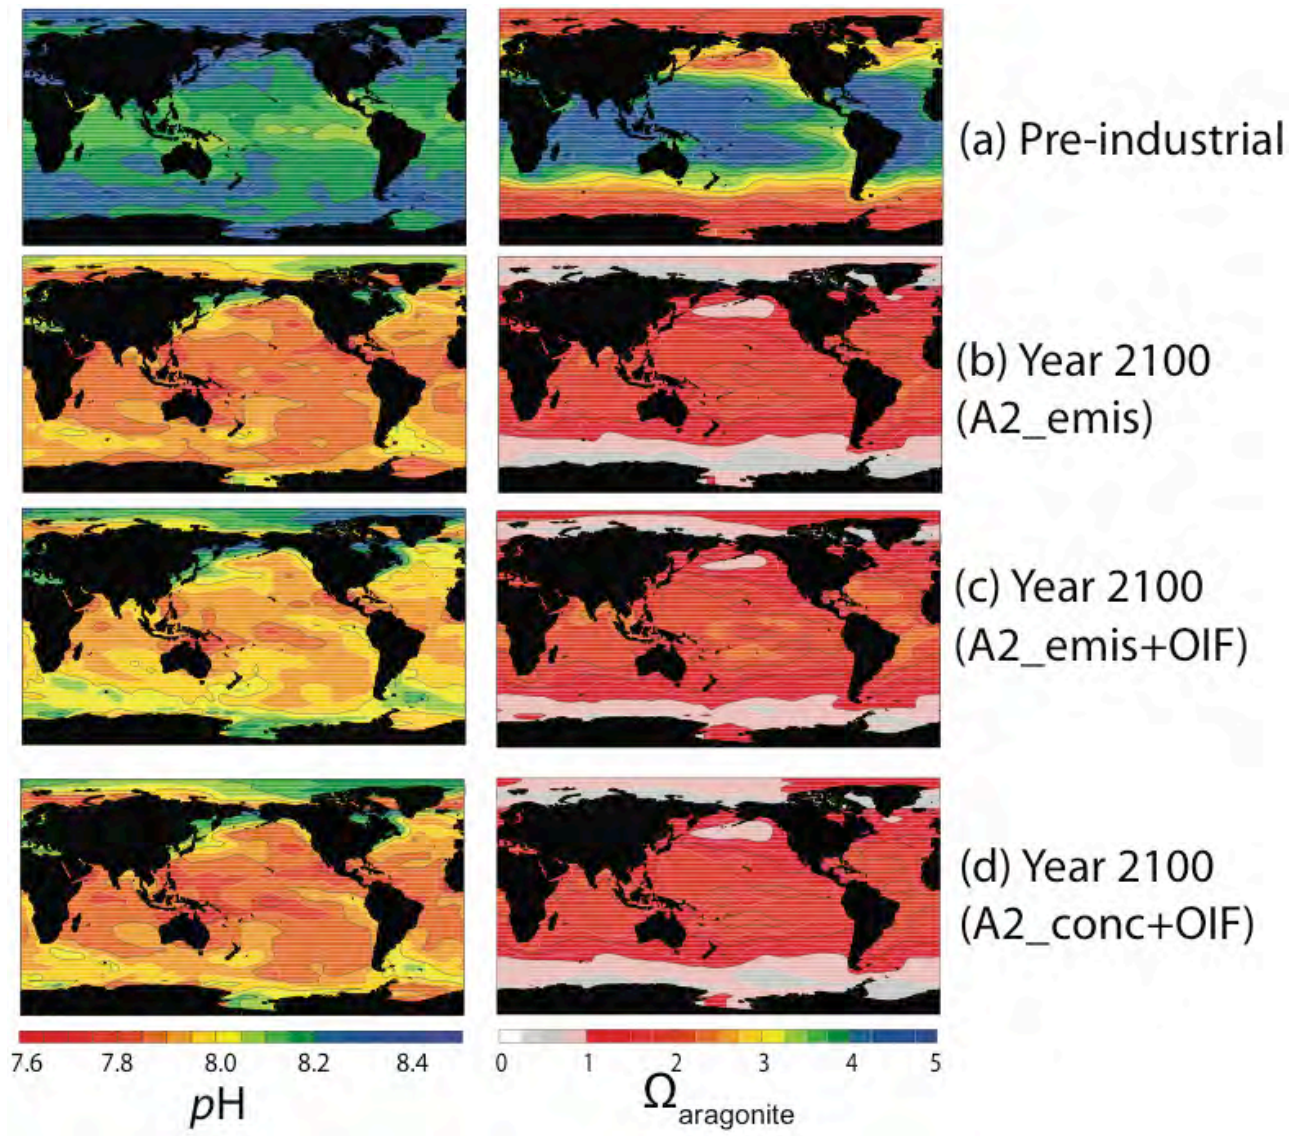 (a) Pre-industrial
(b) Year 2100
(A2_emis)
(c) Year 2100
(A2_emis+OIF)
(d) Year 2100
(A2_conc+OIF)
7.6 7.8 8.0 8.2 8.4
0 1 2 3 4 5
pH
Ωaragonite